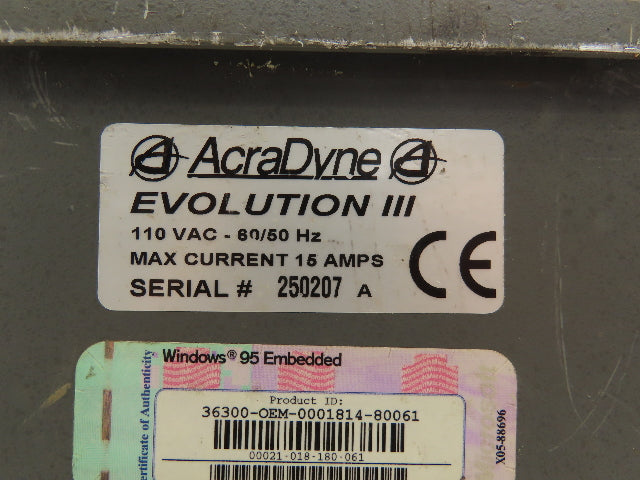 AcraDyne
EVOLUTION III
110 VAC - 60/50 Hz
MAX CURRENT 15 AMPS
SERIAL # 250207 A
CE
Windows® 95 Embedded
Certificate of Authenticity
Product ID:
36300-OEM-0001814-80061
00021-018-180-061
X05-88696